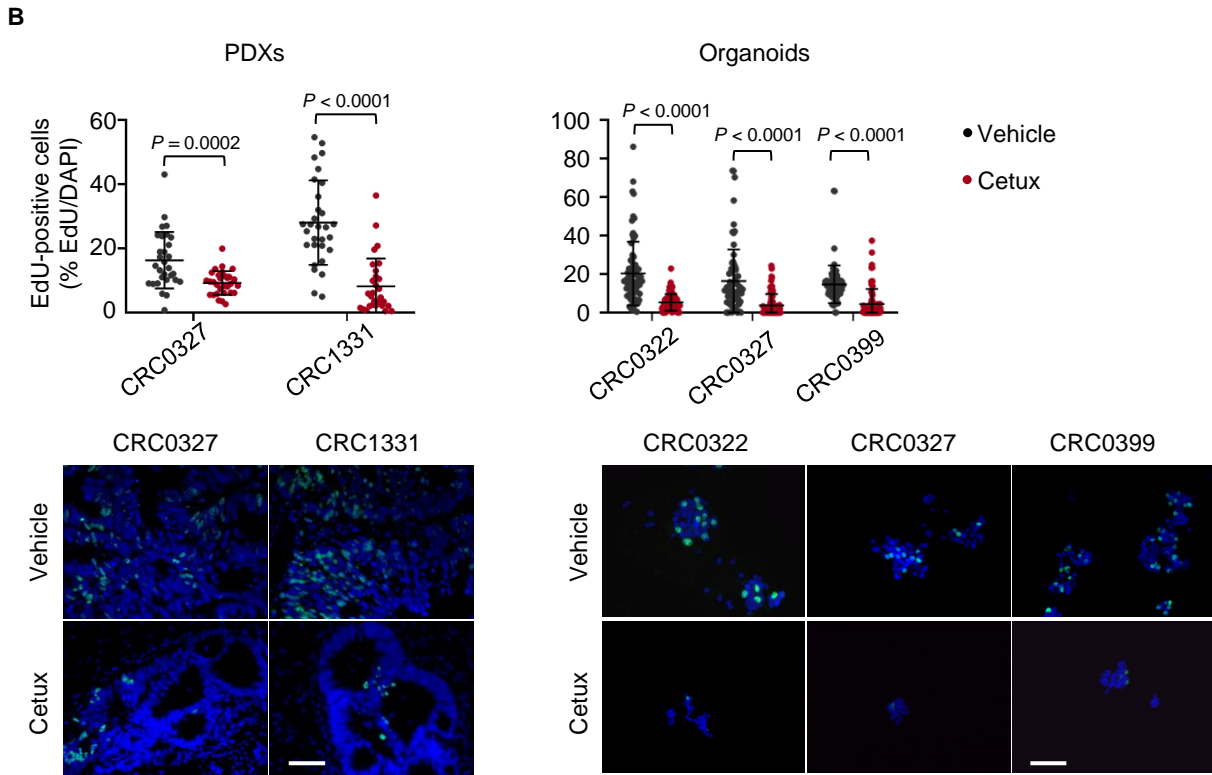 B
PDXs
Organoids
EdU-positive cells
(% EdU/DAPI)
60
40
20
0
P = 0.0002
P < 0.0001
CRC0327
CRC1331
100
80
60
40
20
0
P < 0.0001
P < 0.0001
P < 0.0001
CRC0322
CRC0327
CRC0399
Vehicle
Cetux
CRC0327
CRC1331
Vehicle
Cetux
CRC0322
CRC0327
CRC0399
Vehicle
Cetux